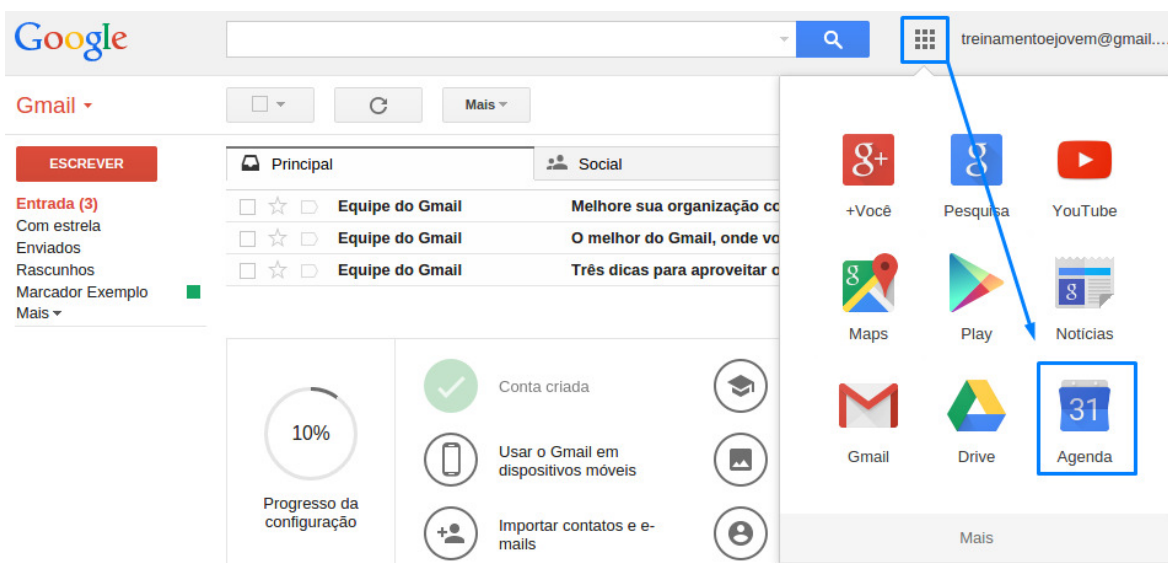 Google
treinamentoejovem@gmail....
Gmail
Mais
ESCREVER
Principal
Social
Entrada (3)
Com estrela
Enviados
Rascunhos
Marcador Exemplo
Mais
Equipe do Gmail Melhore sua organização co
Equipe do Gmail O melhor do Gmail, onde vo
Equipe do Gmail Três dicas para aproveitar o
10%
Progresso da
configuração
Conta criada
Usar o Gmail em
dispositivos móveis
Importar contatos e e-
mails
g+
g
+Você Pesquisa YouTube
g
g
Maps Play Notícias
31
Gmail Drive Agenda
Mais